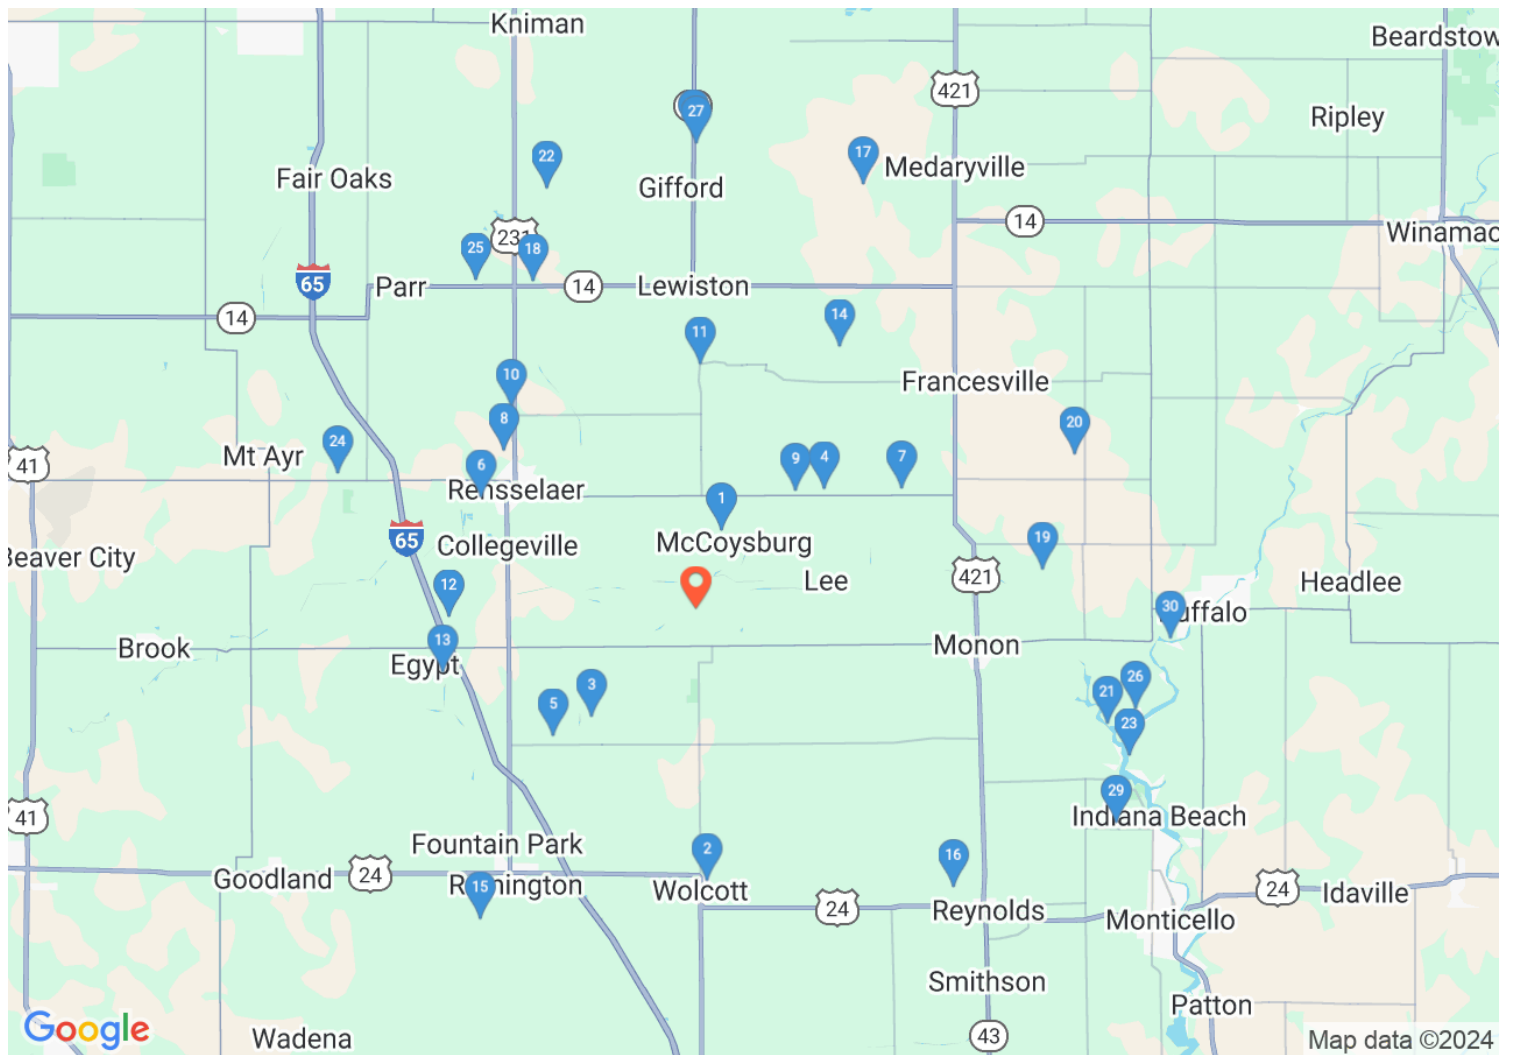 Kniman
Beardstow
421
Ripley
27
22
17
Medaryville
Fair Oaks
Gifford
14
Winamac
231
25
18
65
Parr
14
Lewiston
14
14
11
10
Francesville
8
20
24
Mt Ayr
41
9
4
7
6
Rensselaer
1
65
Collegeville
McCoysburg
19
Beaver City
421
Lee
Headlee
12
30
uffalo
Brook
13
Egypt
Monon
3
5
21
26
23
29
Indiana Beach
41
Fountain Park
2
16
Goodland
24
15
Remington
Wolcott
24
Reynolds
24
Idaville
Monticello
Smithson
Patton
Google
Wadena
43
Map data ©2024